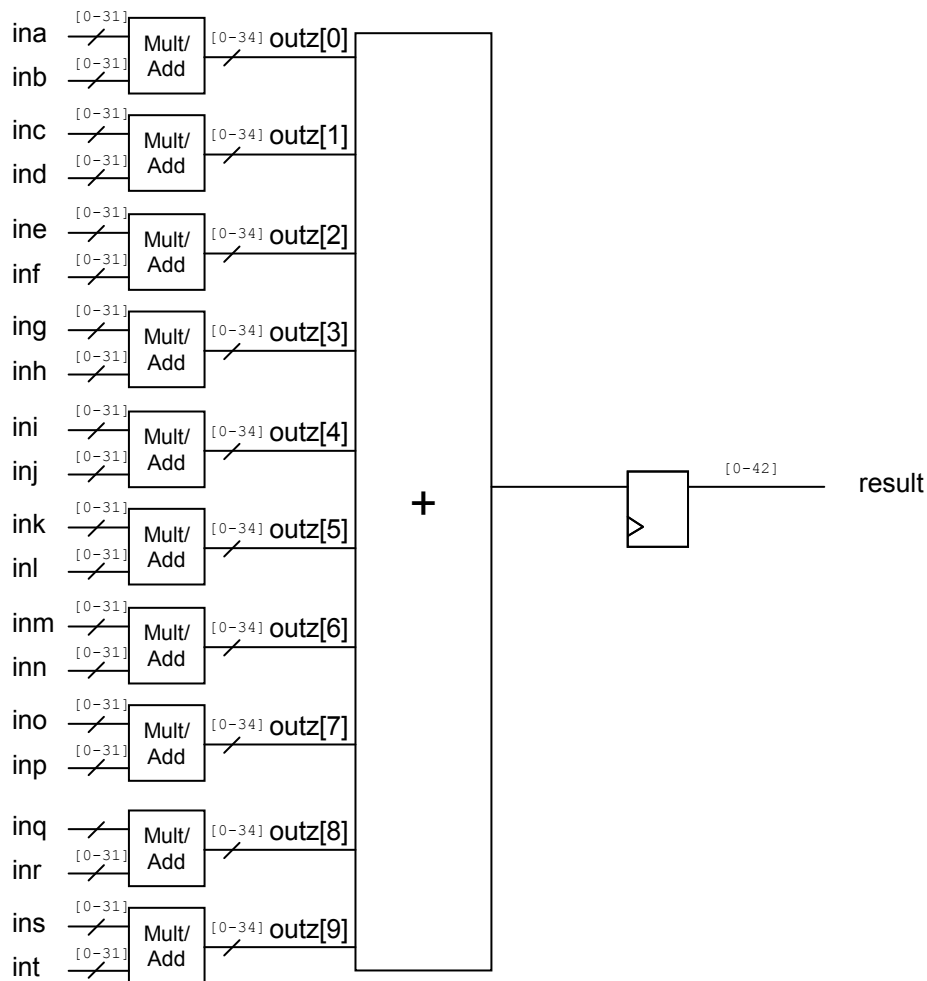 [0-31]
ina
Mult/
Add
[0-34] outz[0]
[0-31]
inb
[0-31]
inc
Mult/
Add
[0-34] outz[1]
[0-31]
ind
[0-31]
ine
Mult/
Add
[0-34] outz[2]
[0-31]
inf
[0-31]
ing
Mult/
Add
[0-34] outz[3]
[0-31]
inh
[0-31]
ini
Mult/
Add
[0-34] outz[4]
[0-31]
inj
[0-31]
ink
Mult/
Add
[0-34] outz[5]
[0-31]
inl
[0-31]
inm
Mult/
Add
[0-34] outz[6]
[0-31]
inn
[0-31]
ino
Mult/
Add
[0-34] outz[7]
[0-31]
inp
inq
Mult/
Add
[0-34] outz[8]
[0-31]
inr
[0-31]
ins
Mult/
Add
[0-34] outz[9]
[0-31]
int
+
[0-42]
result